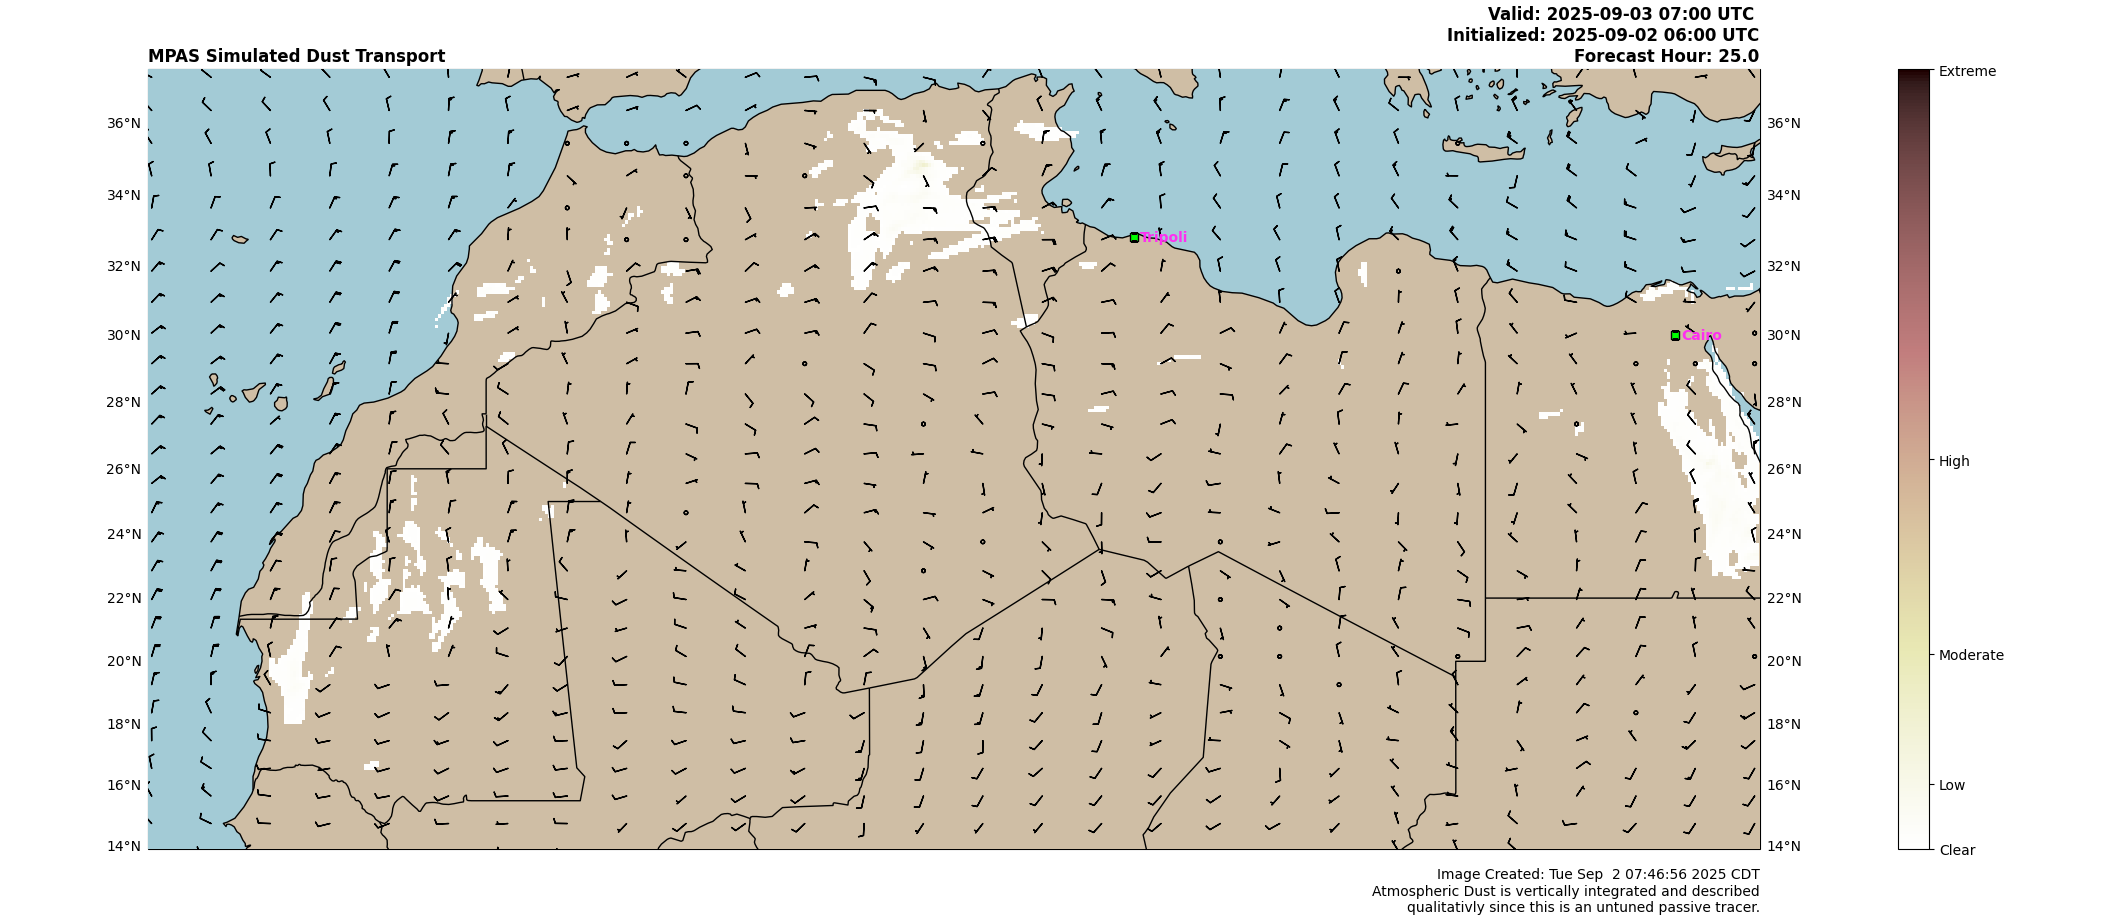 Valid: 2025-09-03 07:00 UTC
Initialized: 2025-09-02 06:00 UTC
MPAS Simulated Dust Transport
Forecast Hour: 25.0
Extreme
36°N
36°N
34°N
34°N
Tripoli
32°N
32°N
30°N
Cairo
30°N
28°N
28°N
26°N
26°N
High
24°N
24°N
22°N
22°N
20°N
20°N
Moderate
18°N
18°N
16°N
16°N
Low
14°N
14°N
Clear
Image Created: Tue Sep  2 07:46:56 2025 CDT
Atmospheric Dust is vertically integrated and described
qualitativly since this is an untuned passive tracer.